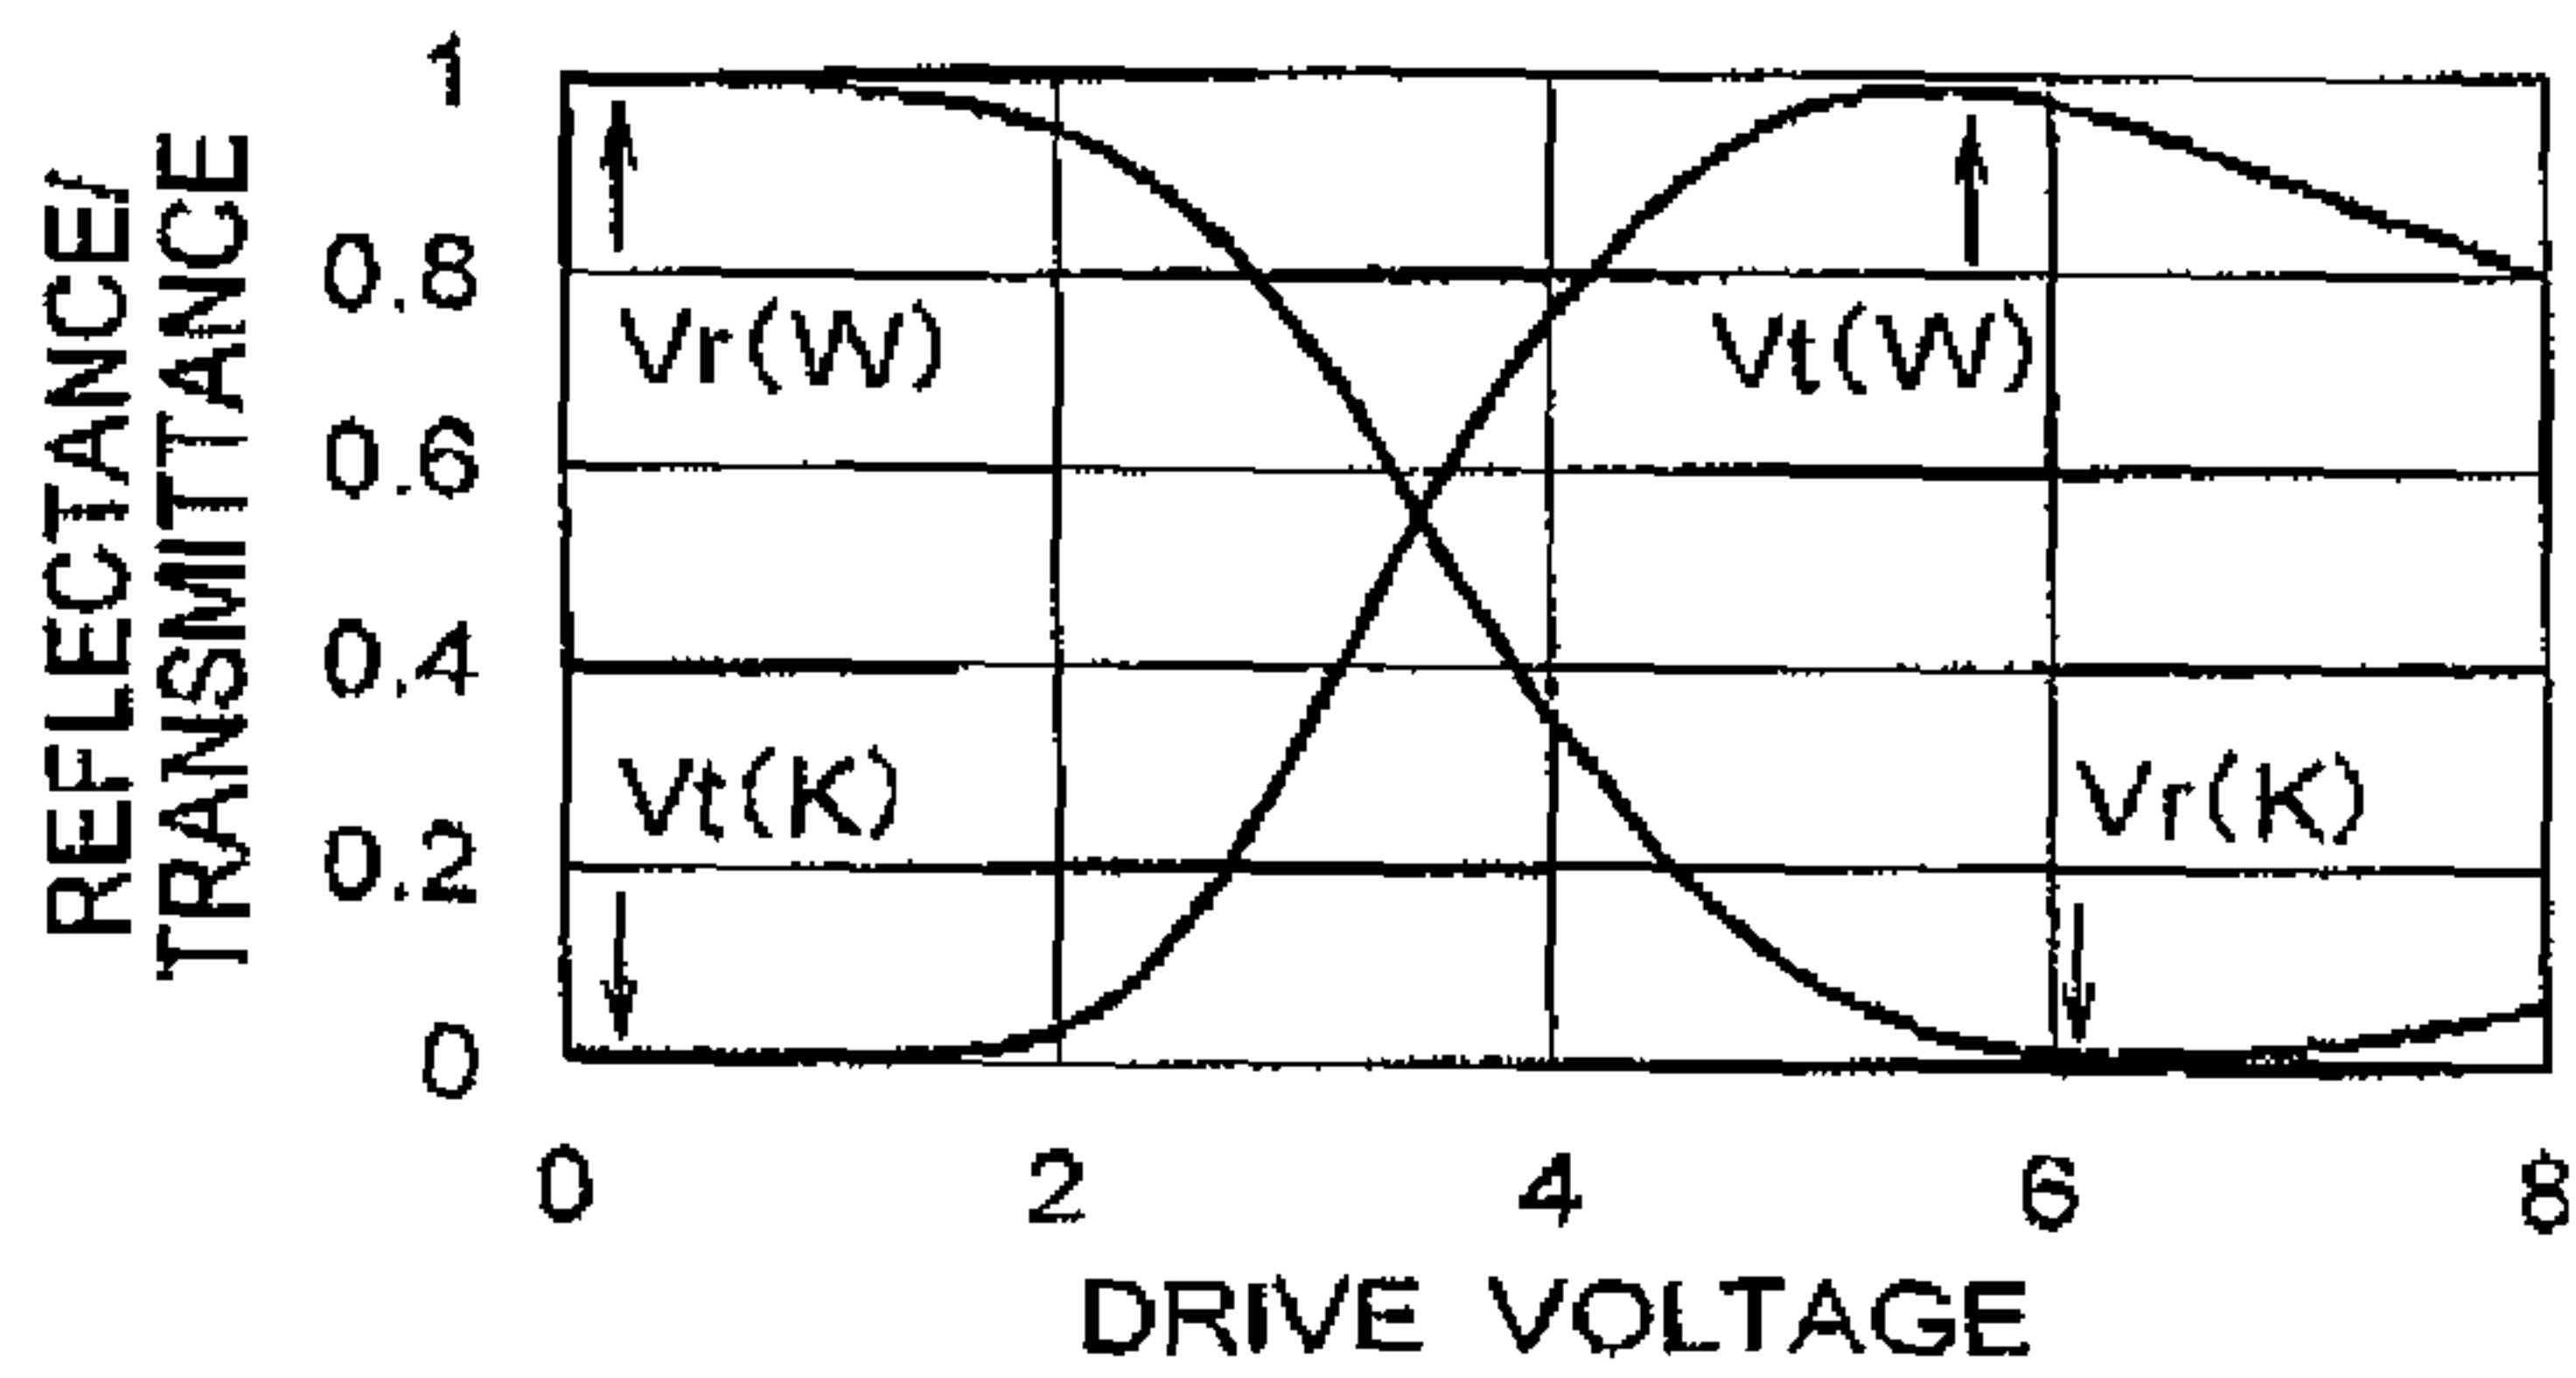 REFLECTANCE/
TRANSMITTANCE
1
0.8
0.6
0.4
0.2
0
Vr(W)
Vt(W)
Vt(K)
Vr(K)
0 2 4 6 8
DRIVE VOLTAGE